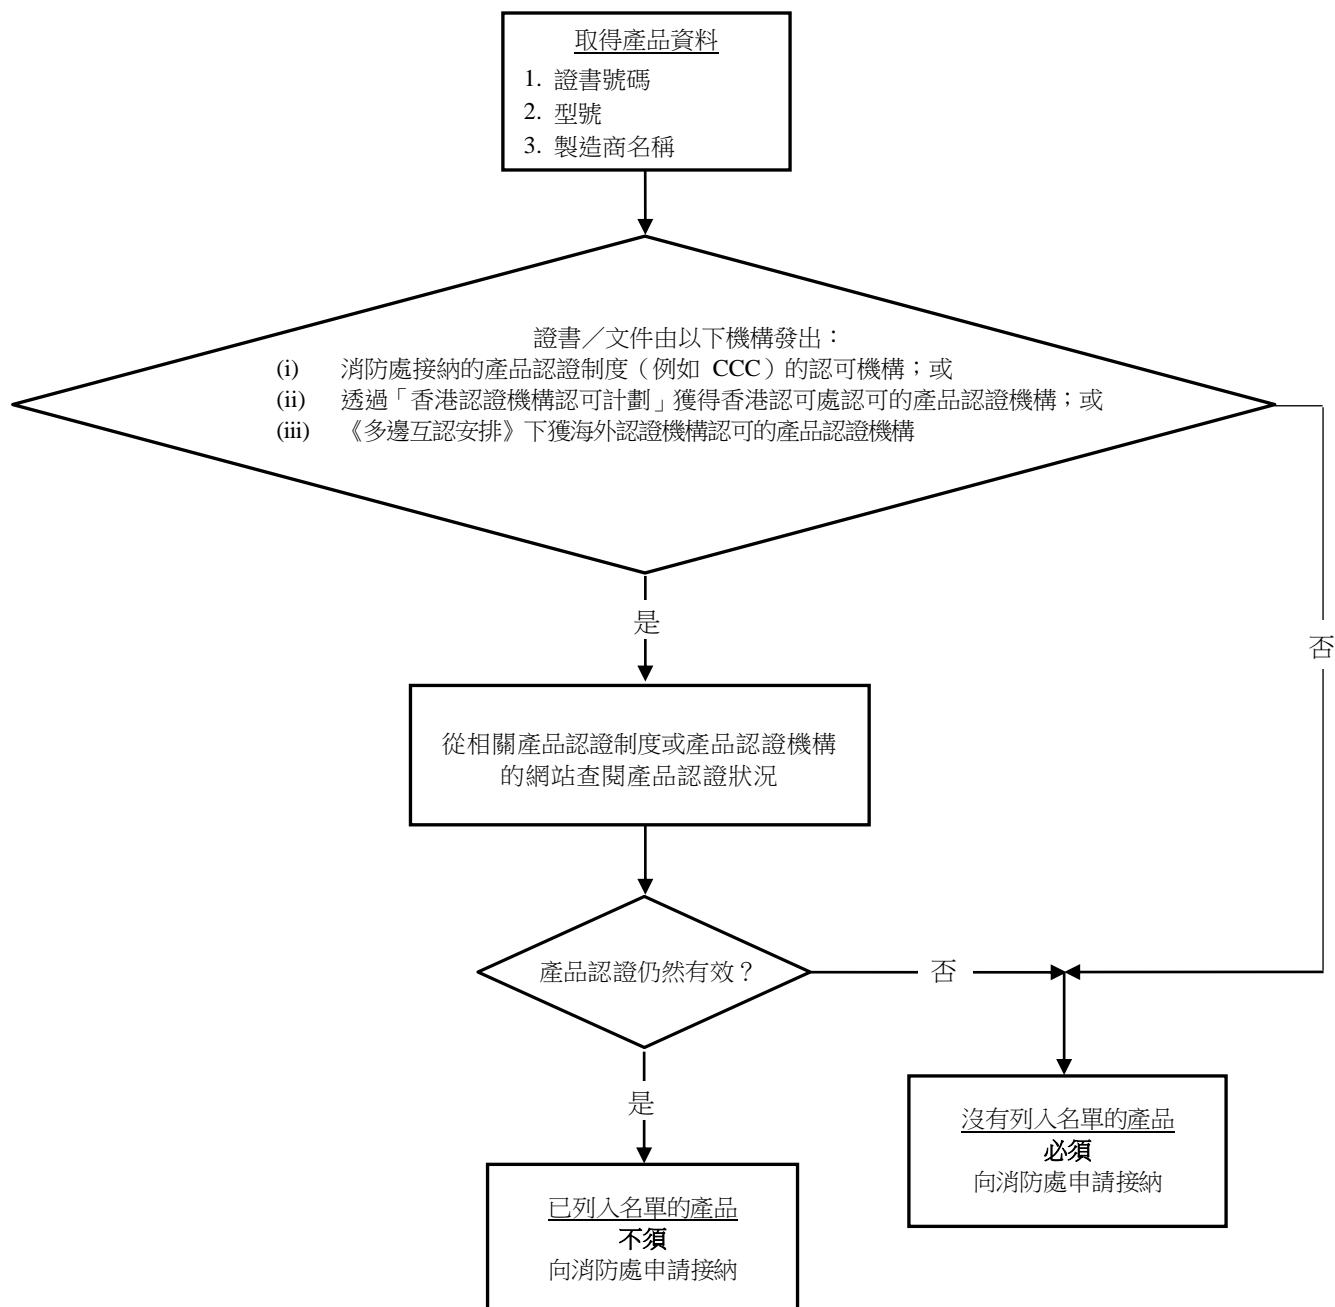 取得產品資料
1. 證書號碼
2. 型號
3. 製造商名稱
證書／文件由以下機構發出：
(i) 消防處接納的產品認證制度（例如 CCC）的認可機構；或
(ii) 透過「香港認證機構認可計劃」獲得香港認可處認可的產品認證機構；或
(iii) 《多邊互認安排》下獲海外認證機構認可的產品認證機構
是
否
從相關產品認證制度或產品認證機構
的網站查閱產品認證狀況
產品認證仍然有效？
否
是
沒有列入名單的產品
必須
向消防處申請接納
已列入名單的產品
不須
向消防處申請接納